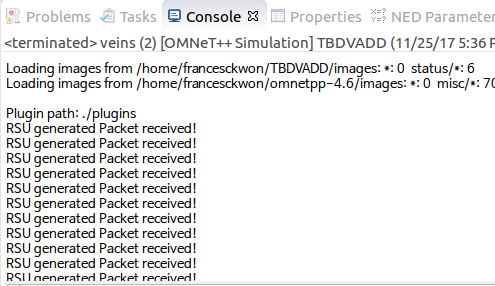 Problems Tasks Console Properties NED Parameter
<terminated> veins (2) [OMNeT++ Simulation] TBDVADD (11/25/17 5:36 P
Loading images from /home/francesckwon/TBDVADD/images: *: 0 status/*: 6
Loading images from /home/francesckwon/omnetpp-4.6/images: *: 0 misc/*: 70
Plugin path: ./plugins
RSU generated Packet received!
RSU generated Packet received!
RSU generated Packet received!
RSU generated Packet received!
RSU generated Packet received!
RSU generated Packet received!
RSU generated Packet received!
RSU generated Packet received!
RSU generated Packet received!
RSU generated Packet received!
RSU generated Packet received!